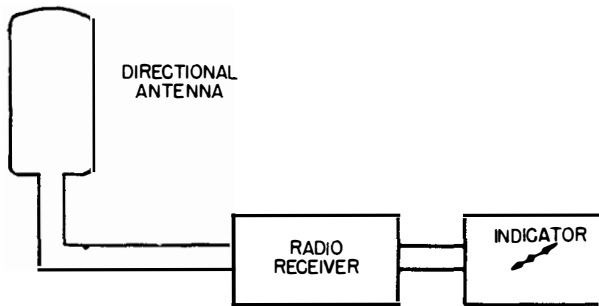 DIRECTIONAL
ANTENNA
RADIO
RECEIVER
INDICATOR